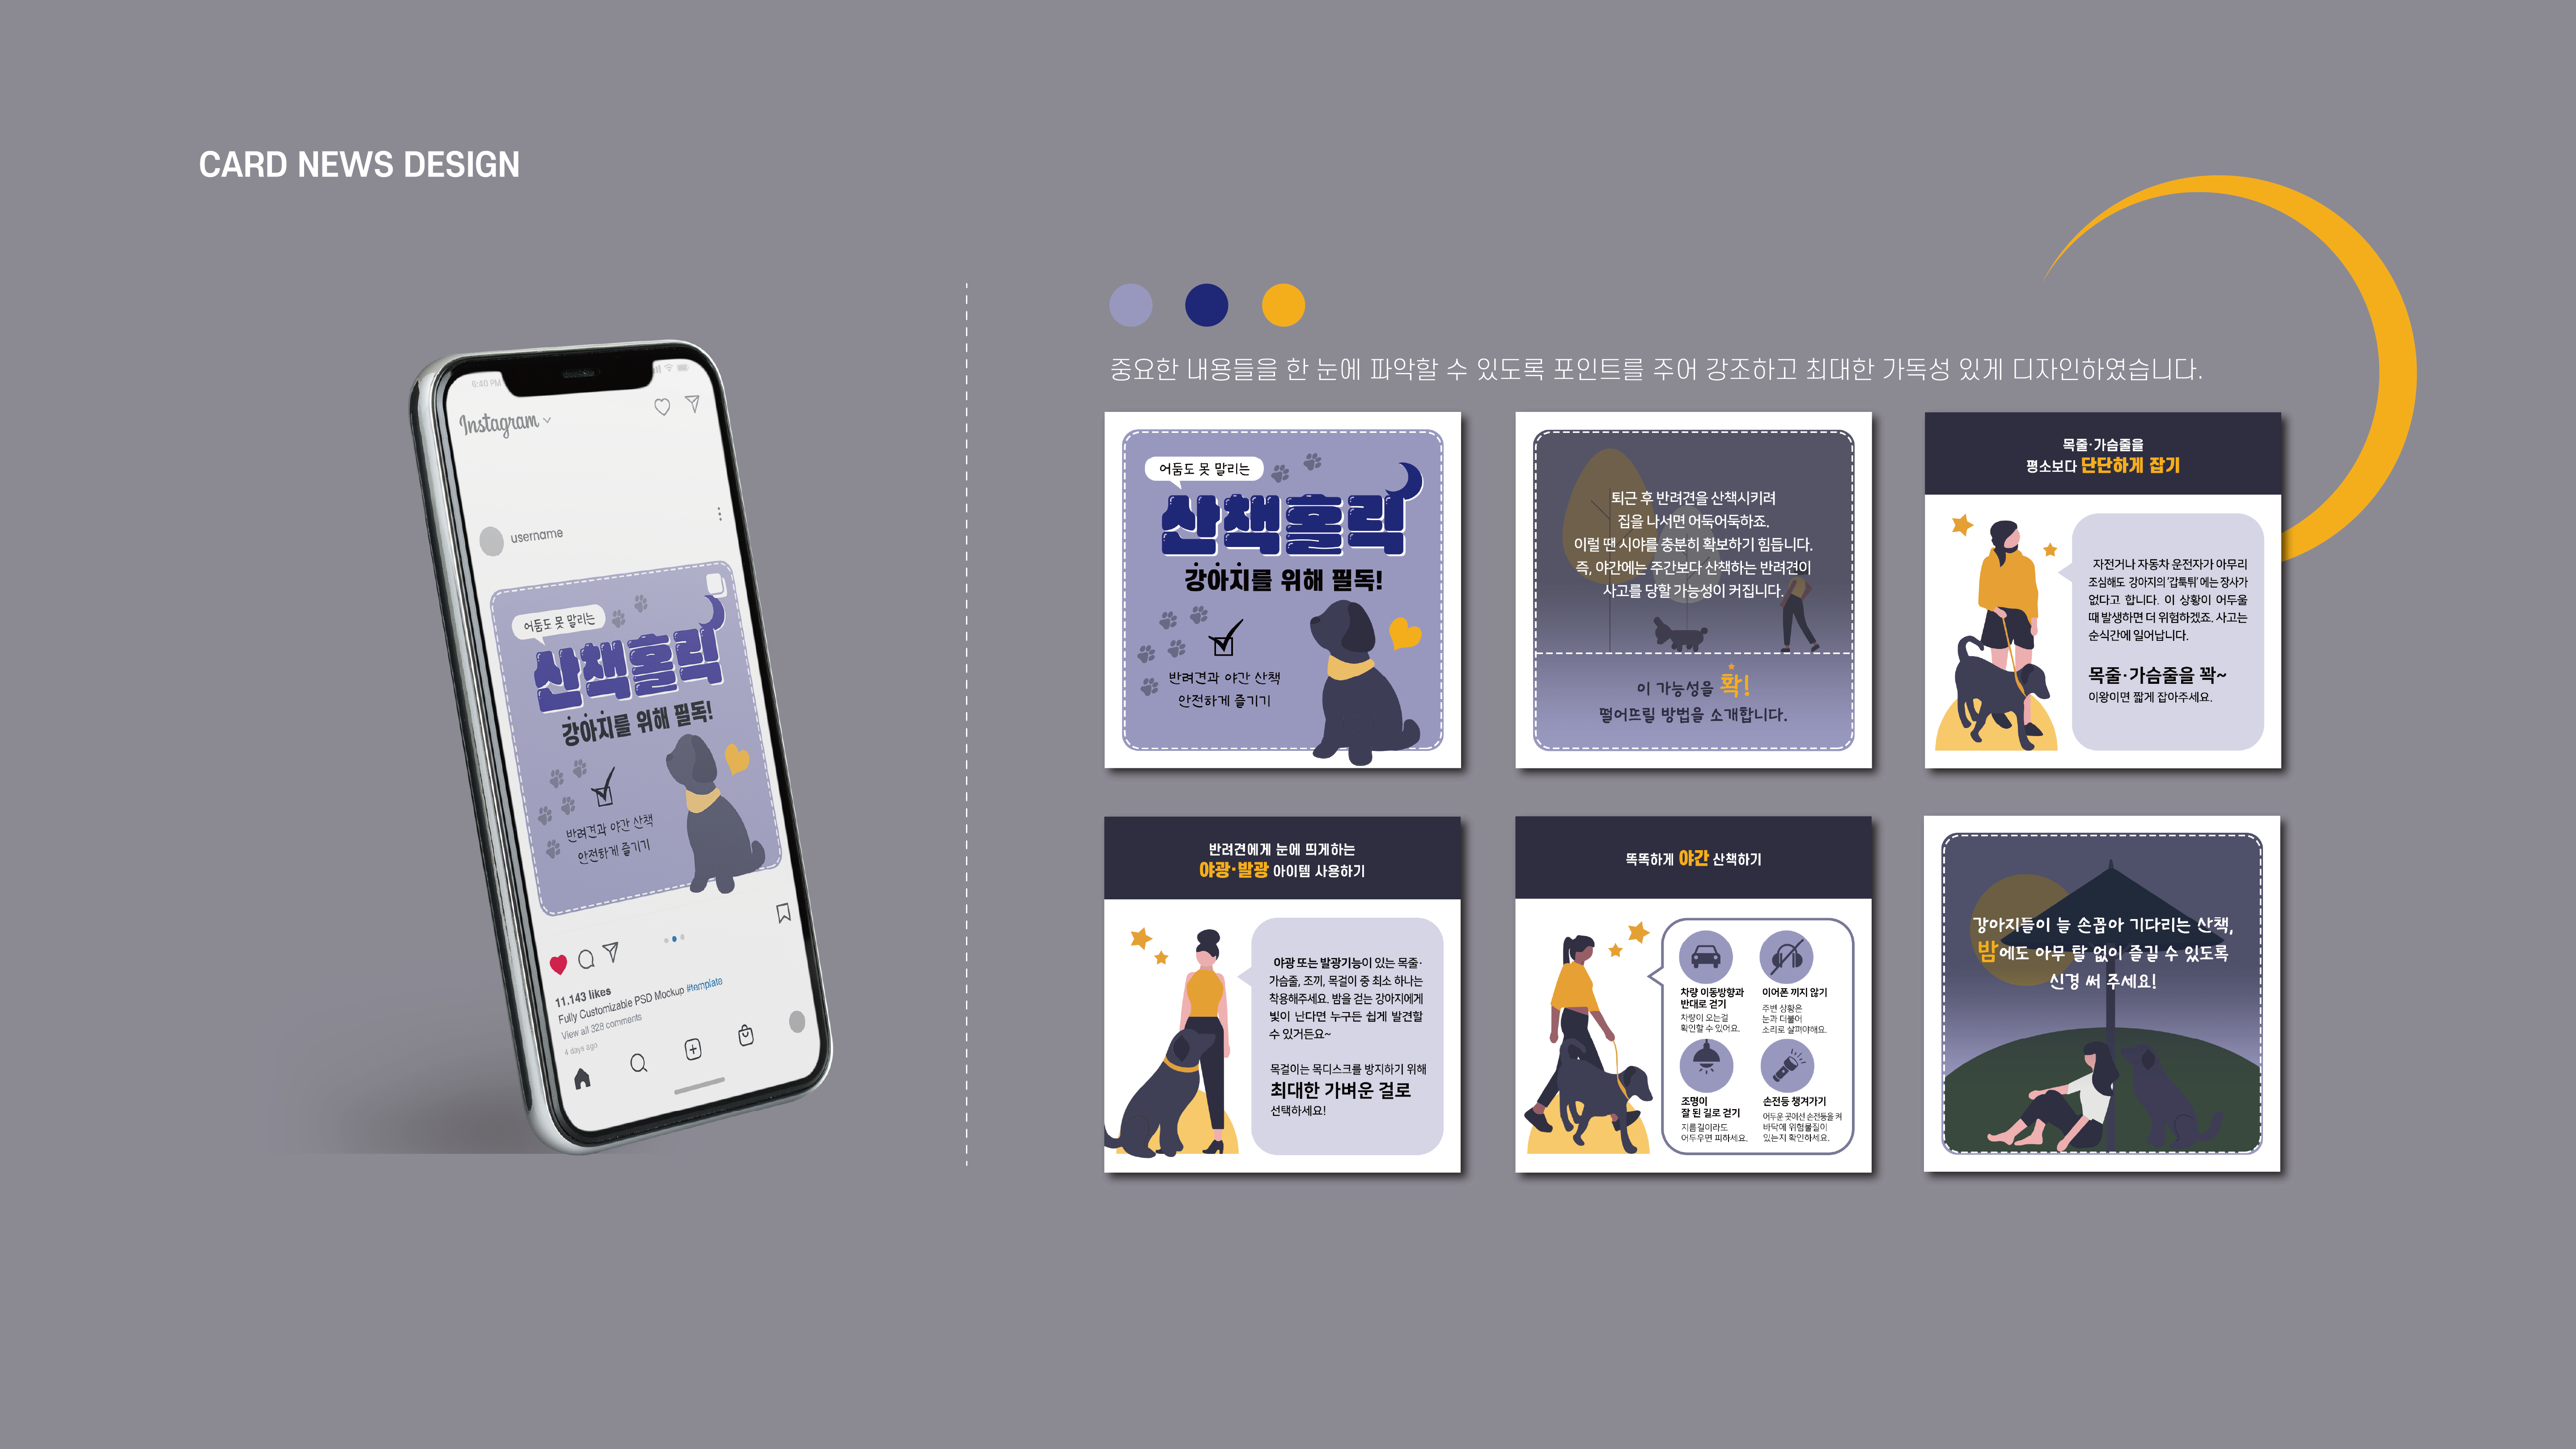 CARD NEWS DESIGN
9:40 PM
Instagram
username
어둠도 못 말리는
산책홀릭
강아지를 위해 필독!
반려견과 야간 산책
안전하게 즐기기
11.143 likes
Fully Customizable PSD Mockup #template
View all 328 comments
4 days ago
중요한 내용들을 한 눈에 파악할 수 있도록 포인트를 주어 강조하고 최대한 가독성 있게 디자인하였습니다.
어둠도 못 말리는
산책홀릭
강아지를 위해 필독!
반려견과 야간 산책
안전하게 즐기기
퇴근 후 반려견을 산책시키려
집을 나서면 어둑어둑하죠.
이럴 땐 시야를 충분히 확보하기 힘듭니다.
즉, 야간에는 주간보다 산책하는 반려견이
사고를 당할 가능성이 커집니다.
이 가능성을 확!
떨어뜨릴 방법을 소개합니다.
목줄·가슴줄을
평소보다 단단하게 잡기
자전거나 자동차 운전자가 아무리
조심해도 강아지의 '갑툭튀'에는 장사가
없다고 합니다. 이 상황이 어두울
때 발생하면 더 위험하겠죠. 사고는
순식간에 일어납니다.
목줄·가슴줄을 꽉~
이왕이면 짧게 잡아주세요.
반려견에게 눈에 띄게하는
야광·발광 아이템 사용하기
야광 또는 발광기능이 있는 목줄·
가슴줄, 조끼, 목걸이 중 최소 하나는
착용해주세요. 밤을 걷는 강아지에게
빛이 난다면 누구든 쉽게 발견할
수 있거든요~
목걸이는 목디스크를 방지하기 위해
최대한 가벼운 걸로
선택하세요!
똑똑하게 야간 산책하기
차량 이동방향과
반대로 걷기
차량이 오는걸
확인할 수 있어요.
이어폰 끼지 않기
주변 상황은
눈과 더불어
소리로 살펴야해요.
조명이
잘 된 길로 걷기
지름길이라도
어두우면 피하세요.
손전등 챙겨가기
어두운 곳에선 손전등을 켜
바닥에 위험물질이
있는지 확인하세요.
강아지들이 늘 손꼽아 기다리는 산책,
밤에도 아무 탈 없이 즐길 수 있도록
신경 써 주세요!